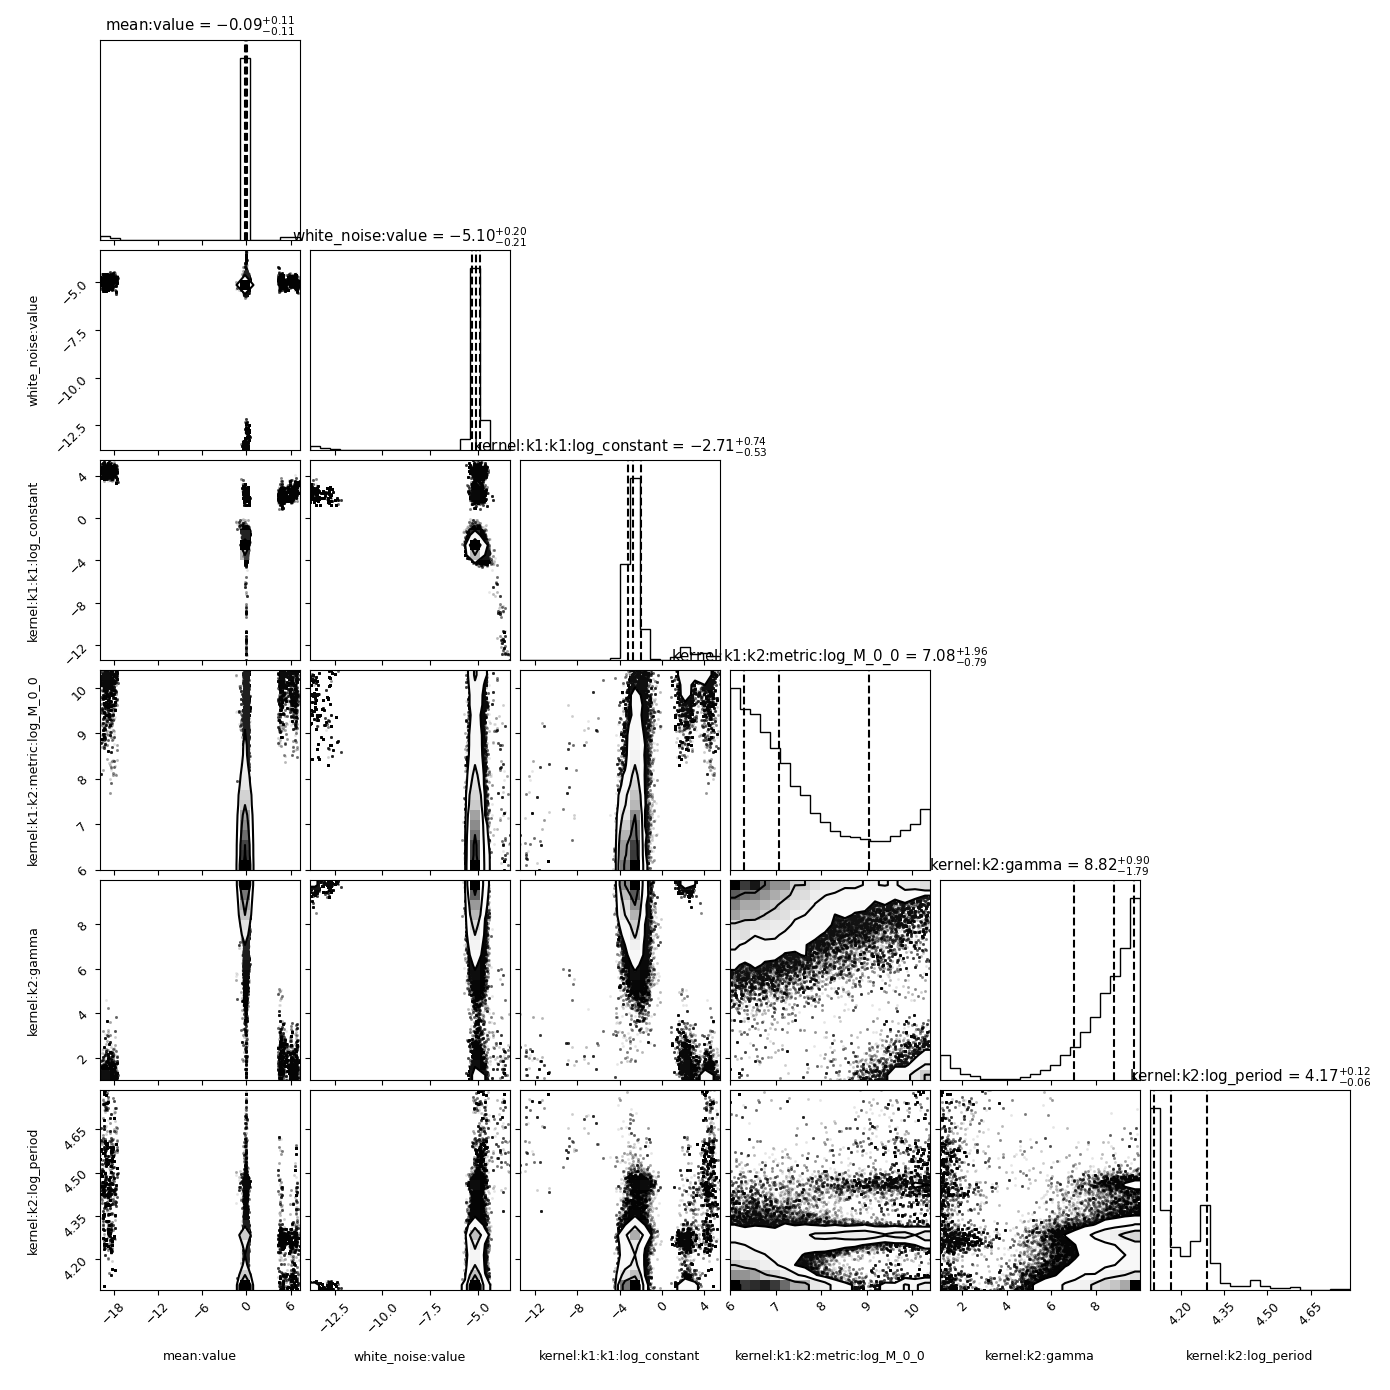 mean:value = −0.09+0.11 −0.11
white_noise:value = −5.10+0.20 −0.21
−5.0
−7.5
−10.0
−12.5
white_noise:value
kernel:k1:k1:log_constant = −2.71+0.74 −0.53
4
0
−4
−8
−12
kernel:k1:k1:log_constant
kernel:k1:k2:metric:log_M_0_0 = 7.08+1.96 −0.79
10
9
8
7
6
kernel:k1:k2:metric:log_M_0_0
kernel:k2:gamma = 8.82+0.90 −1.79
8
6
4
2
kernel:k2:gamma
kernel:k2:log_period = 4.17+0.12 −0.06
4.65
4.50
4.35
4.20
kernel:k2:log_period
−18 −12 −6 0 6
−12.5 −10.0 −7.5 −5.0
−12 −8 −4 0 4
6 7 8 9 10
2 4 6 8
4.20 4.35 4.50 4.65
mean:value
white_noise:value
kernel:k1:k1:log_constant
kernel:k1:k2:metric:log_M_0_0
kernel:k2:gamma
kernel:k2:log_period